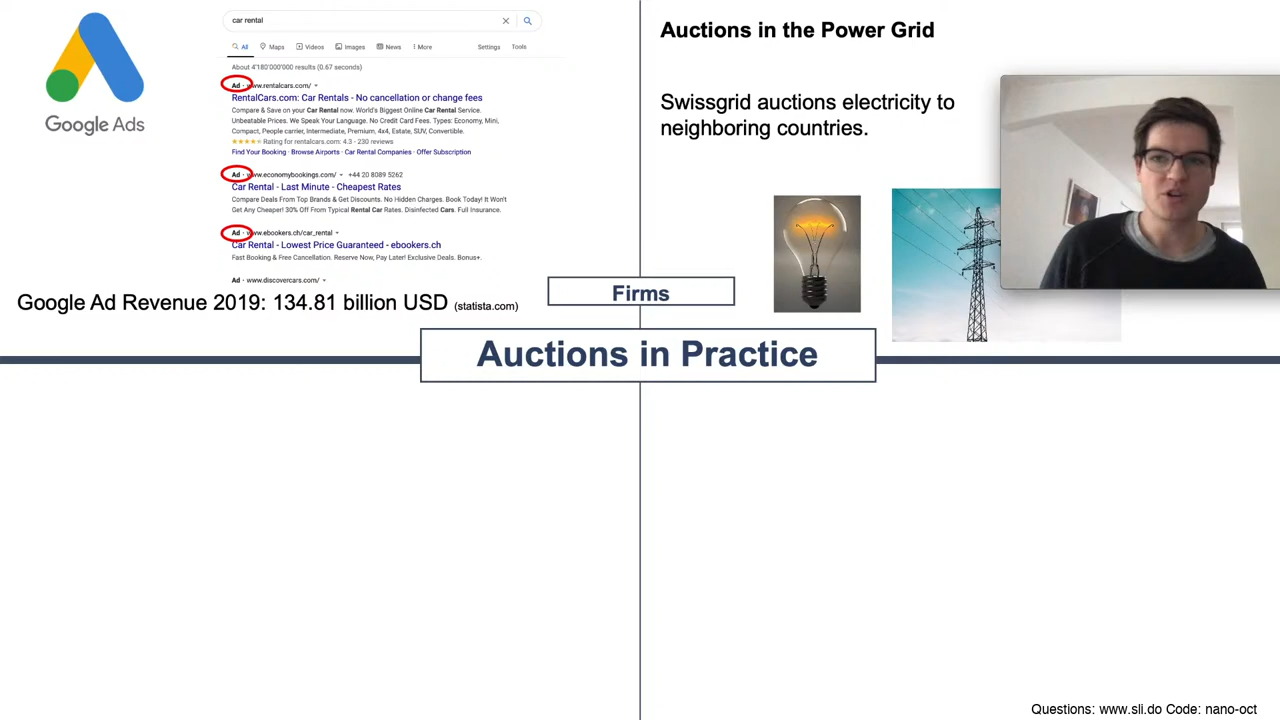 Google Ads
car rental
All Maps Videos Images News More Settings Tools
About 4'180'000'000 results (0.67 seconds)
Ad · www.rentalcars.com/
RentalCars.com: Car Rentals - No cancellation or change fees
Compare & Save on your Car Rental now. World's Biggest Online Car Rental Service.
Unbeatable Prices. We Speak Your Language. No Credit Card Fees. Types: Economy, Mini,
Compact, People carrier, Intermediate, Premium, 4x4, Estate, SUV, Convertible.
Rating for rentalcars.com: 4.3 - 230 reviews
Find Your Booking · Browse Airports · Car Rental Companies · Offer Subscription
Ad · www.economybookings.com/ +44 20 8089 5262
Car Rental - Last Minute - Cheapest Rates
Compare Deals From Top Brands & Get Discounts. No Hidden Charges. Book Today! It Won't
Get Any Cheaper! 30% Off From Typical Rental Car Rates. Disinfected Cars. Full Insurance.
Ad · www.ebookers.ch/car_rental
Car Rental - Lowest Price Guaranteed - ebookers.ch
Fast Booking & Free Cancellation. Reserve Now, Pay Later! Exclusive Deals. Bonus+.
Ad · www.discovercars.com/
Google Ad Revenue 2019: 134.81 billion USD (statista.com)
Auctions in the Power Grid
Swissgrid auctions electricity to
neighboring countries.
Firms
Auctions in Practice
Questions: www.sli.do Code: nano-oct